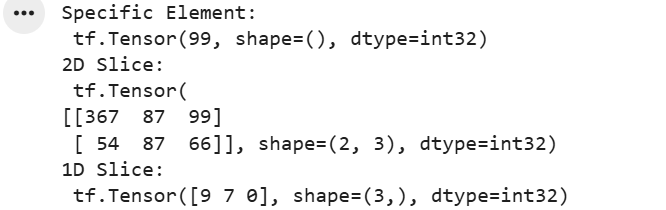 Specific Element:
 tf.Tensor(99, shape=(), dtype=int32)
2D Slice:
 tf.Tensor(
[[367  87  99]
 [ 54  87  66]], shape=(2, 3), dtype=int32)
1D Slice:
 tf.Tensor([9 7 0], shape=(3,), dtype=int32)